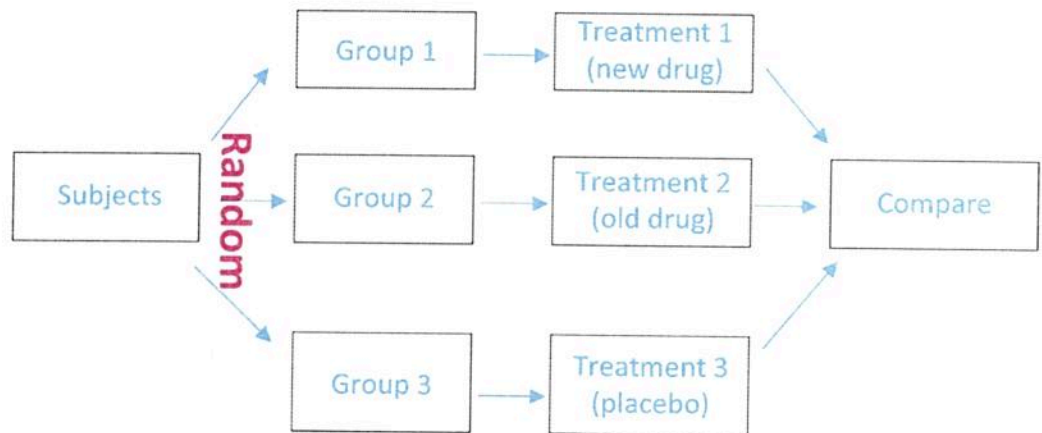 Group 1
Treatment 1
(new drug)
Subjects
Random
Group 2
Treatment 2
(old drug)
Compare
Group 3
Treatment 3
(placebo)